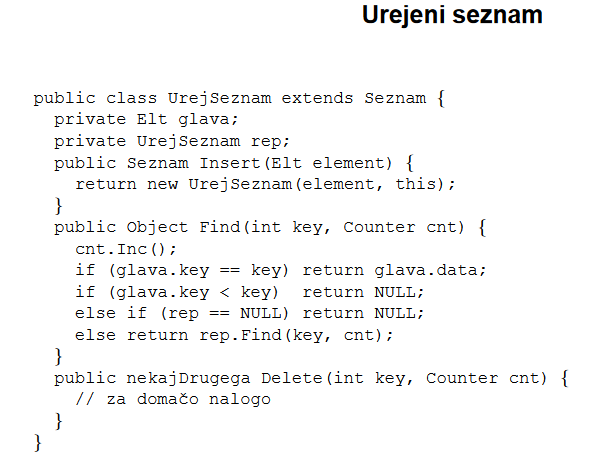 Urejeni seznam
public class UrejSeznam extends Seznam {
  private Elt glava;
  private UrejSeznam rep;
  public Seznam Insert(Elt element) {
    return new UrejSeznam(element, this);
  }
  public Object Find(int key, Counter cnt) {
    cnt.Inc();
    if (glava.key == key) return glava.data;
    if (glava.key < key)  return NULL;
    else if (rep == NULL) return NULL;
    else return rep.Find(key, cnt);
  }
  public nekajDrugega Delete(int key, Counter cnt) {
    // za domačo nalogo
  }
}